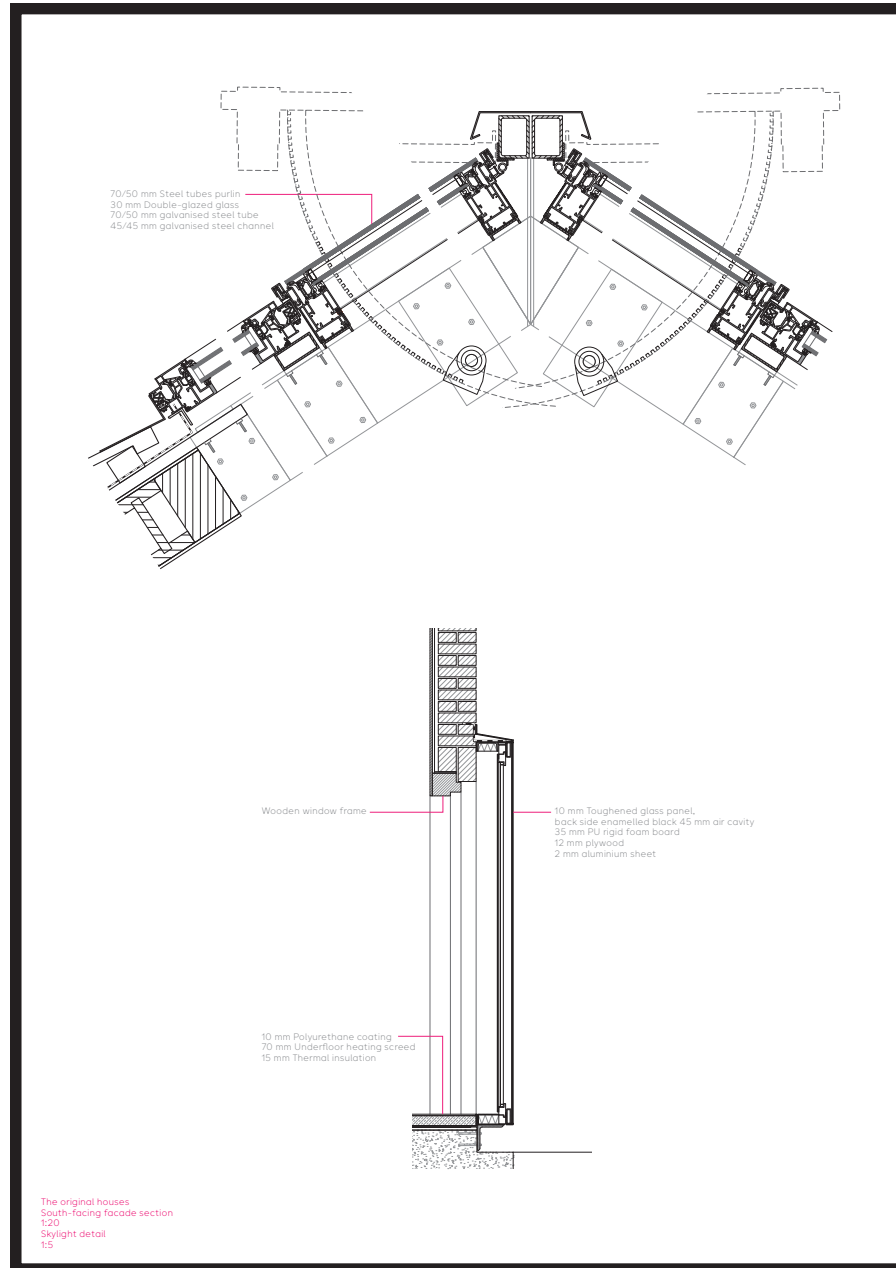 70/50 mm Steel tubes purlin
30 mm Double-glazed glass
70/50 mm galvanised steel tube
45/45 mm galvanised steel channel
Wooden window frame
10 mm Toughened glass panel,
back side enamelled black 45 mm air cavity
35 mm PU rigid foam board
12 mm plywood
2 mm aluminium sheet
10 mm Polyurethane coating
70 mm Underfloor heating screed
15 mm Thermal insulation
The original houses
South-facing facade section
1:20
Skylight detail
1:5